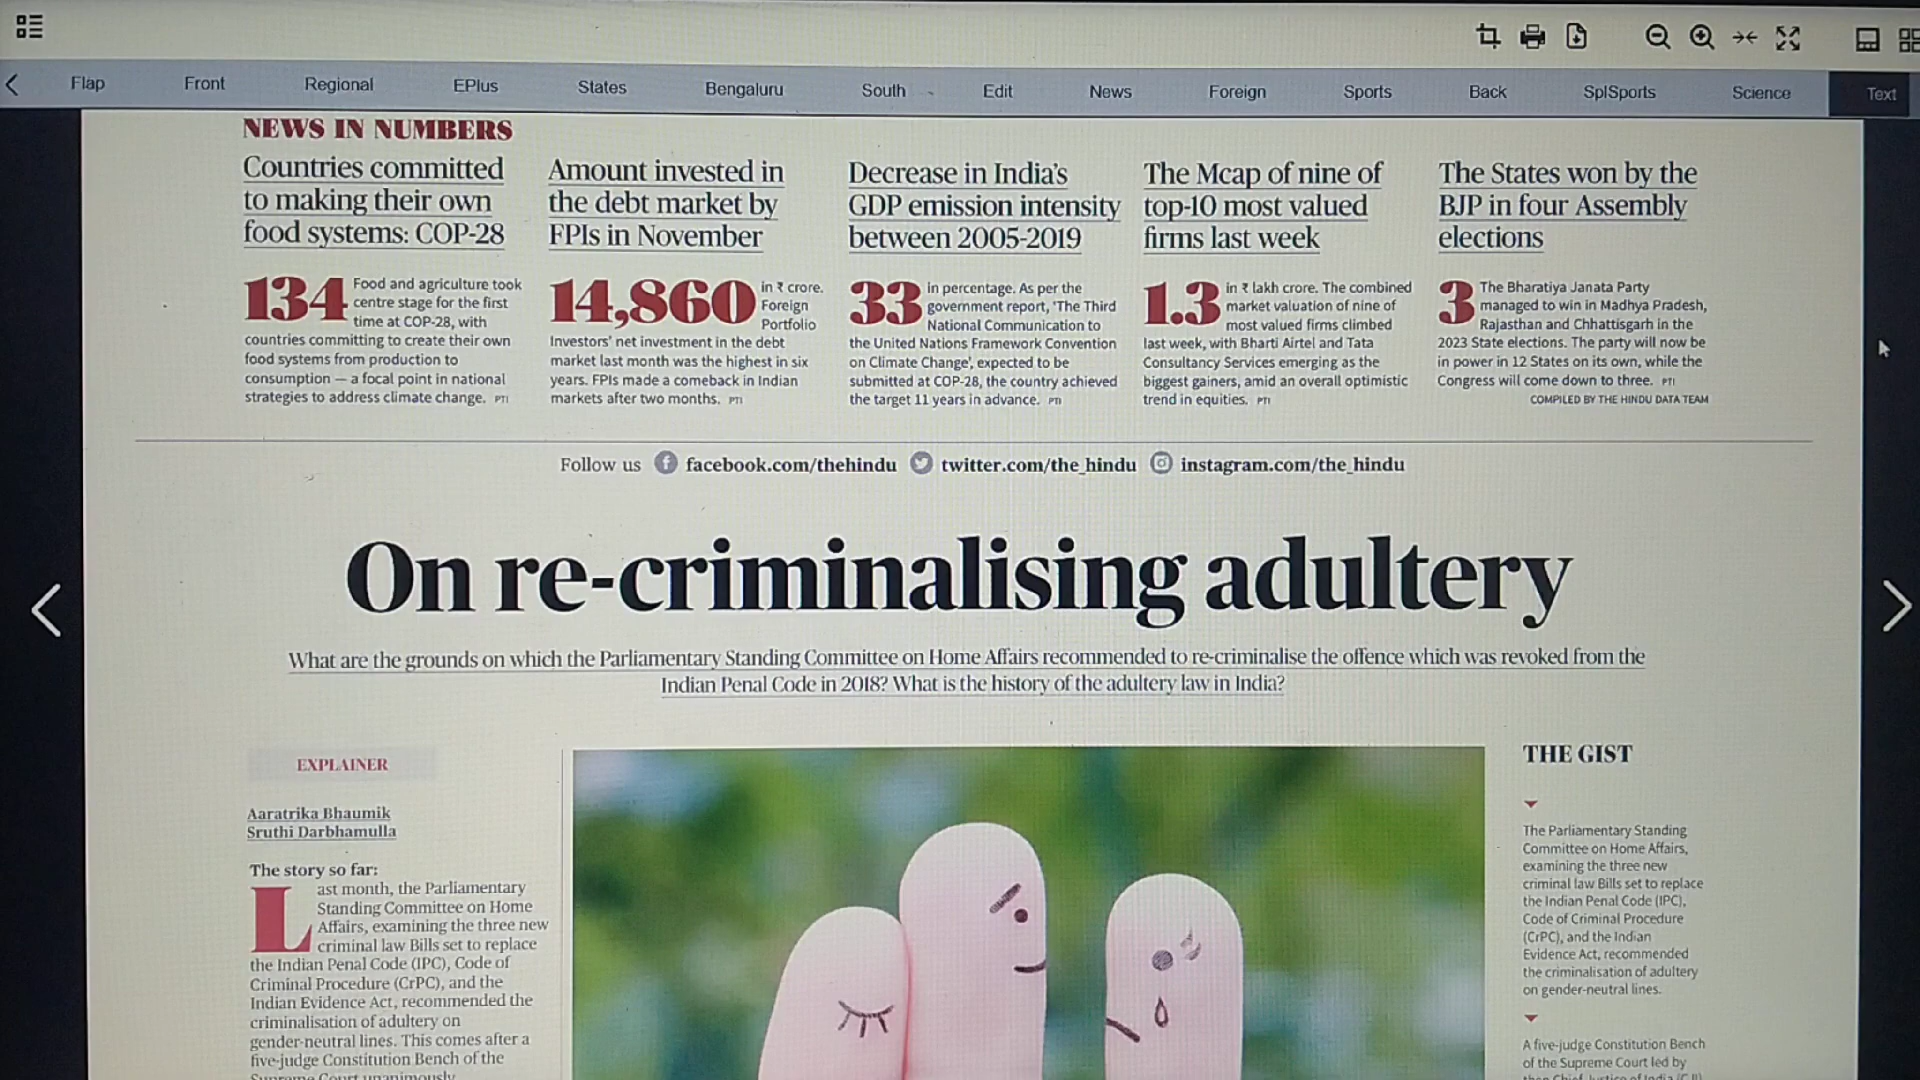 Flap Front Regional EPlus States Bengaluru South Edit News Foreign Sports Back SplSports Science Text
NEWS IN NUMBERS
Countries committed
to making their own
food systems: COP-28
134 Food and agriculture took
centre stage for the first
time at COP-28, with
countries committing to create their own
food systems from production to
consumption — a focal point in national
strategies to address climate change. PTI
Amount invested in
the debt market by
FPIs in November
14,860 in ₹ crore.
Foreign
Portfolio
Investors' net investment in the debt
market last month was the highest in six
years. FPIs made a comeback in Indian
markets after two months. PTI
Decrease in India's
GDP emission intensity
between 2005-2019
33 in percentage. As per the
government report, 'The Third
National Communication to
the United Nations Framework Convention
on Climate Change', expected to be
submitted at COP-28, the country achieved
the target 11 years in advance. PTI
The Mcap of nine of
top-10 most valued
firms last week
1.3 in ₹ lakh crore. The combined
market valuation of nine of
most valued firms climbed
last week, with Bharti Airtel and Tata
Consultancy Services emerging as the
biggest gainers, amid an overall optimistic
trend in equities. PTI
The States won by the
BJP in four Assembly
elections
3 The Bharatiya Janata Party
managed to win in Madhya Pradesh,
Rajasthan and Chhattisgarh in the
2023 State elections. The party will now be
in power in 12 States on its own, while the
Congress will come down to three. PTI
COMPILED BY THE HINDU DATA TEAM
Follow us facebook.com/thehindu twitter.com/the_hindu instagram.com/the_hindu
On re-criminalising adultery
What are the grounds on which the Parliamentary Standing Committee on Home Affairs recommended to re-criminalise the offence which was revoked from the
Indian Penal Code in 2018? What is the history of the adultery law in India?
EXPLAINER
Aaratrika Bhaumik
Sruthi Darbhamulla
The story so far:
Last month, the Parliamentary
Standing Committee on Home
Affairs, examining the three new
criminal law Bills set to replace
the Indian Penal Code (IPC), Code of
Criminal Procedure (CrPC), and the
Indian Evidence Act, recommended the
criminalisation of adultery on
gender-neutral lines. This comes after a
five-judge Constitution Bench of the
Supreme Court unanimously
THE GIST
The Parliamentary Standing
Committee on Home Affairs,
examining the three new
criminal law Bills set to replace
the Indian Penal Code (IPC),
Code of Criminal Procedure
(CrPC), and the Indian
Evidence Act, recommended
the criminalisation of adultery
on gender-neutral lines.
A five-judge Constitution Bench
of the Supreme Court led by
then Chief Justice of India (CJI)